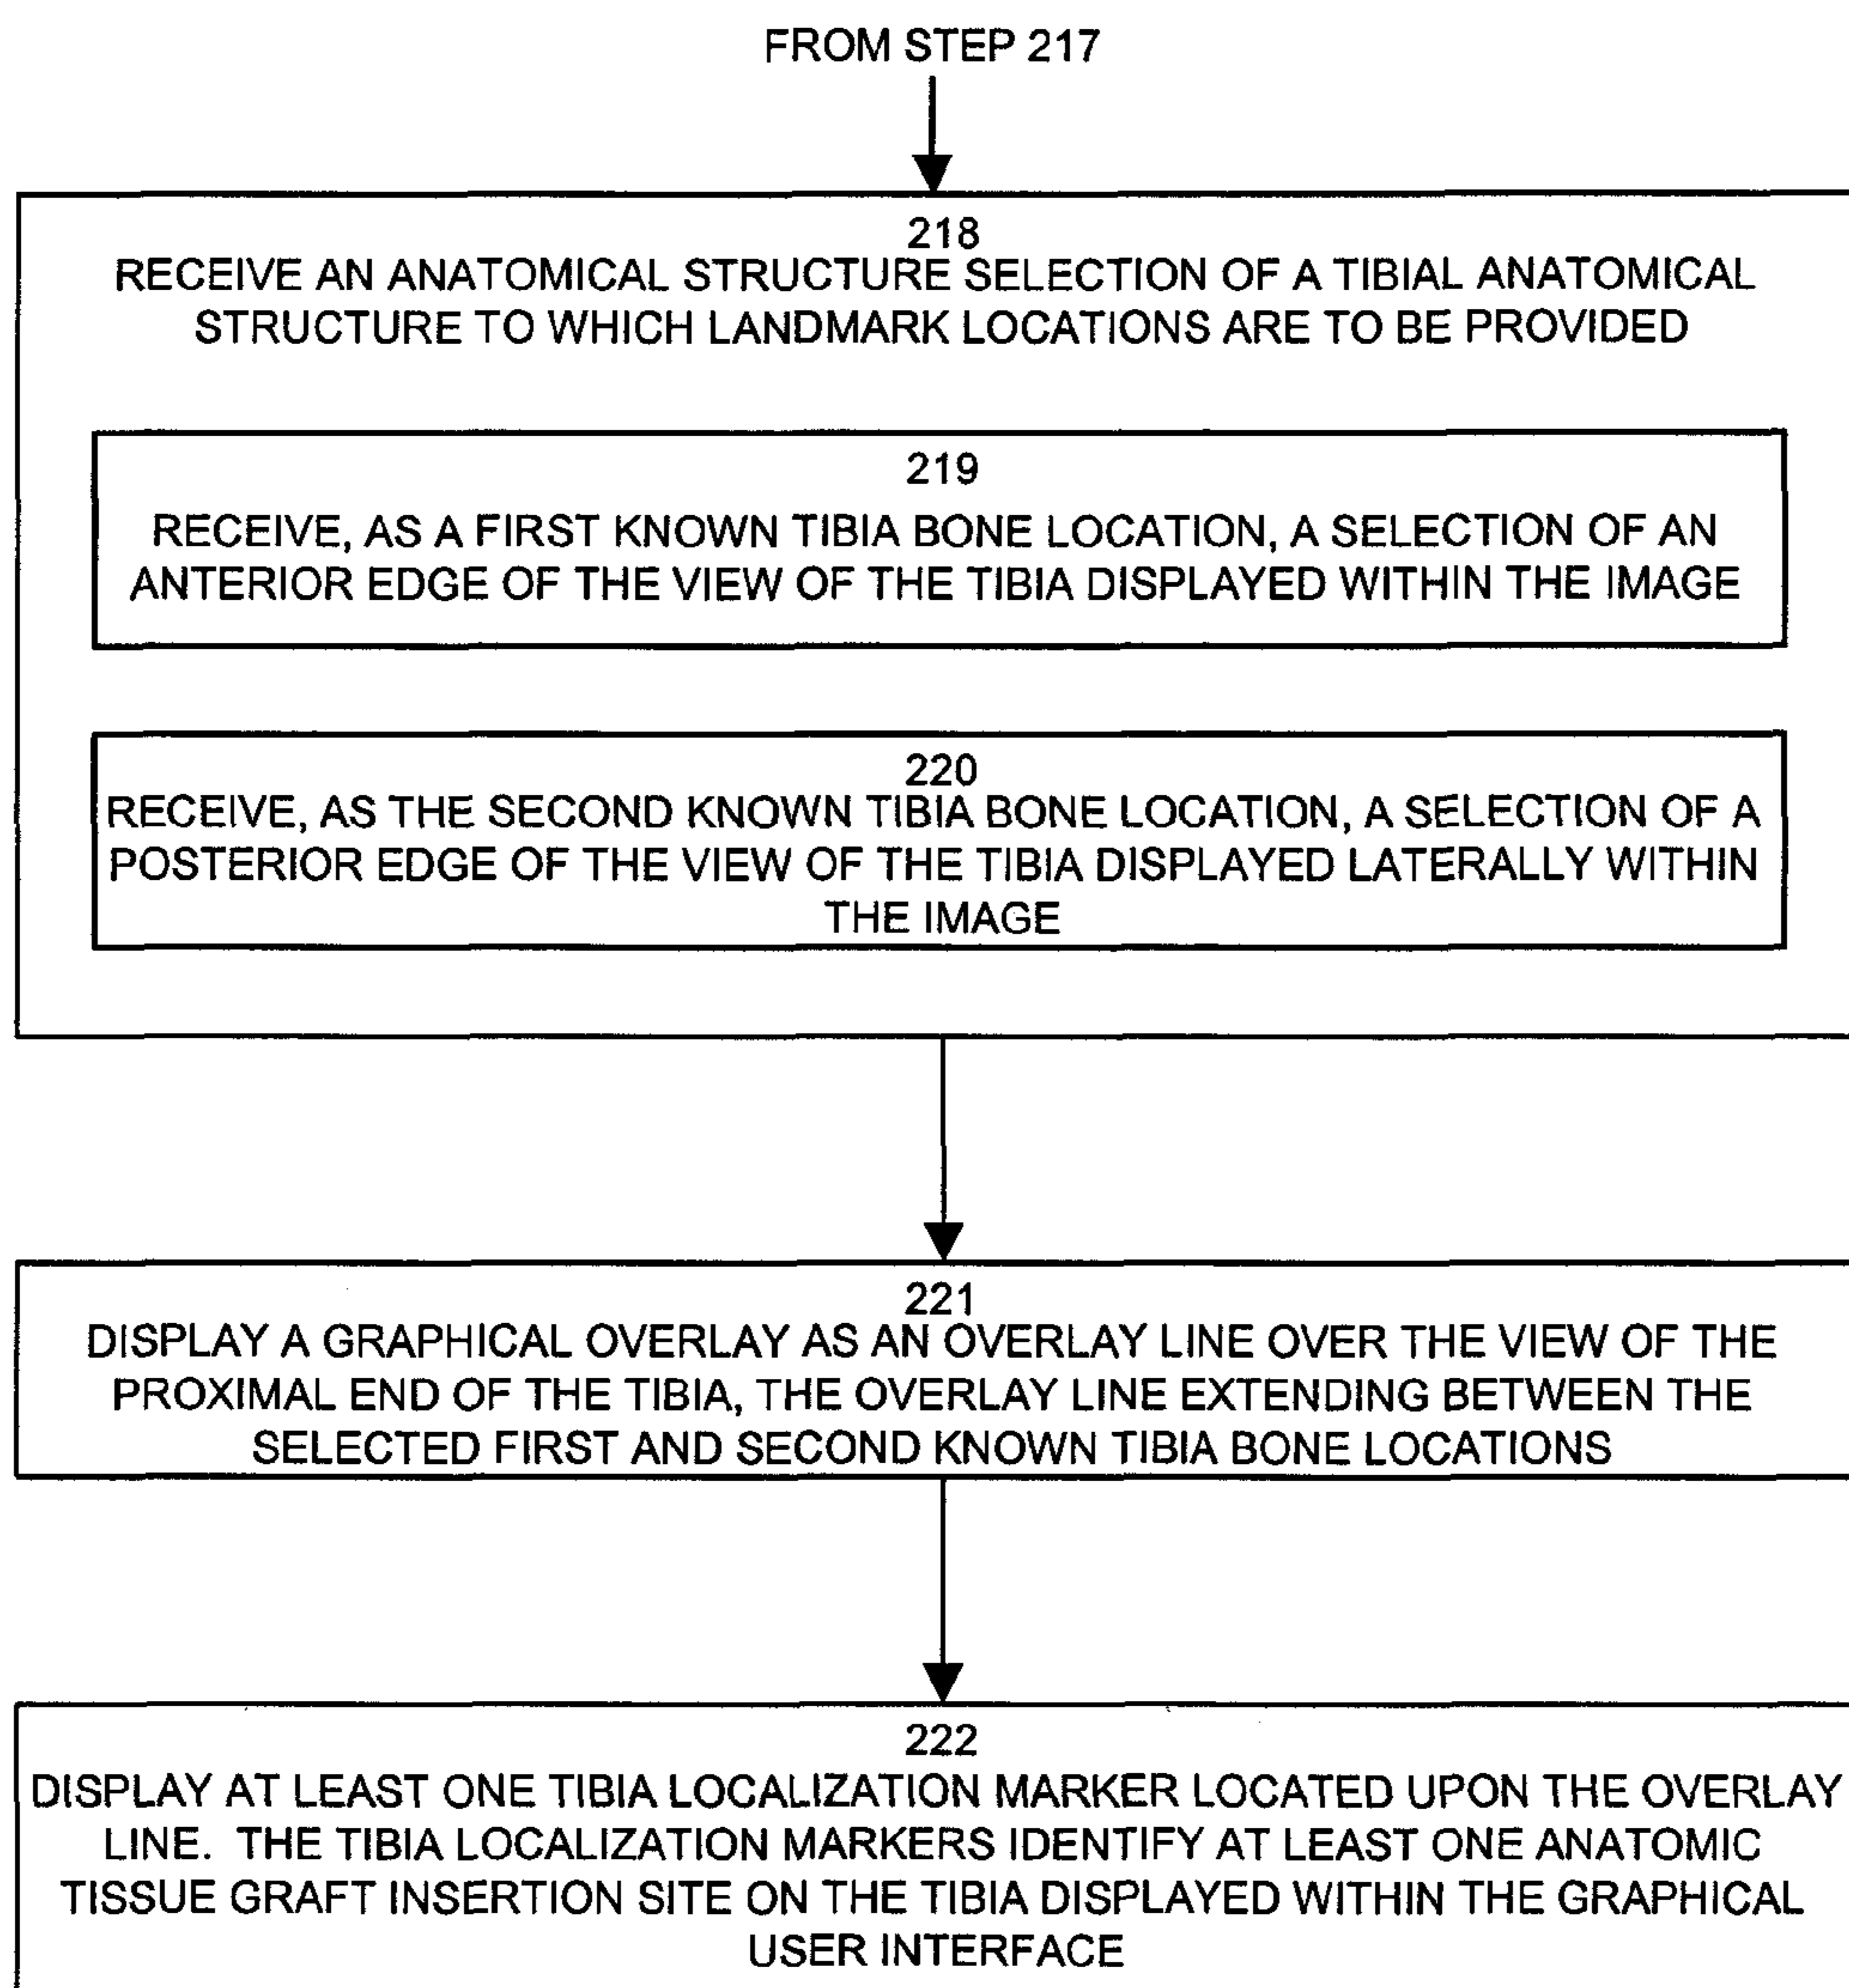 FROM STEP 217
218
RECEIVE AN ANATOMICAL STRUCTURE SELECTION OF A TIBIAL ANATOMICAL
STRUCTURE TO WHICH LANDMARK LOCATIONS ARE TO BE PROVIDED
219
RECEIVE, AS A FIRST KNOWN TIBIA BONE LOCATION, A SELECTION OF AN
ANTERIOR EDGE OF THE VIEW OF THE TIBIA DISPLAYED WITHIN THE IMAGE
220
RECEIVE, AS THE SECOND KNOWN TIBIA BONE LOCATION, A SELECTION OF A
POSTERIOR EDGE OF THE VIEW OF THE TIBIA DISPLAYED LATERALLY WITHIN
THE IMAGE
221
DISPLAY A GRAPHICAL OVERLAY AS AN OVERLAY LINE OVER THE VIEW OF THE
PROXIMAL END OF THE TIBIA, THE OVERLAY LINE EXTENDING BETWEEN THE
SELECTED FIRST AND SECOND KNOWN TIBIA BONE LOCATIONS
222
DISPLAY AT LEAST ONE TIBIA LOCALIZATION MARKER LOCATED UPON THE OVERLAY
LINE. THE TIBIA LOCALIZATION MARKERS IDENTIFY AT LEAST ONE ANATOMIC
TISSUE GRAFT INSERTION SITE ON THE TIBIA DISPLAYED WITHIN THE GRAPHICAL
USER INTERFACE